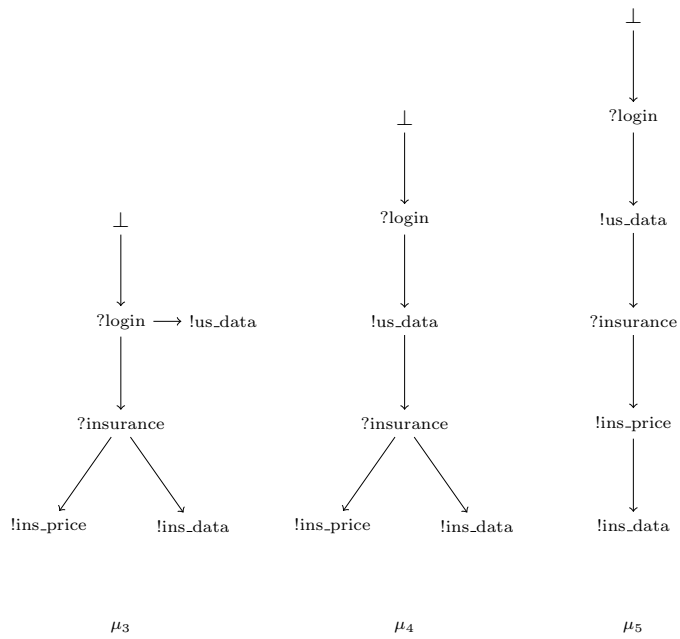 ⊥
?login
⊥
!us_data
?login
⊥
?insurance
!us_data
?login !us_data
!ins_price
?insurance
?insurance
!ins_data
!ins_price !ins_data
!ins_price !ins_data
μ3 μ4 μ5